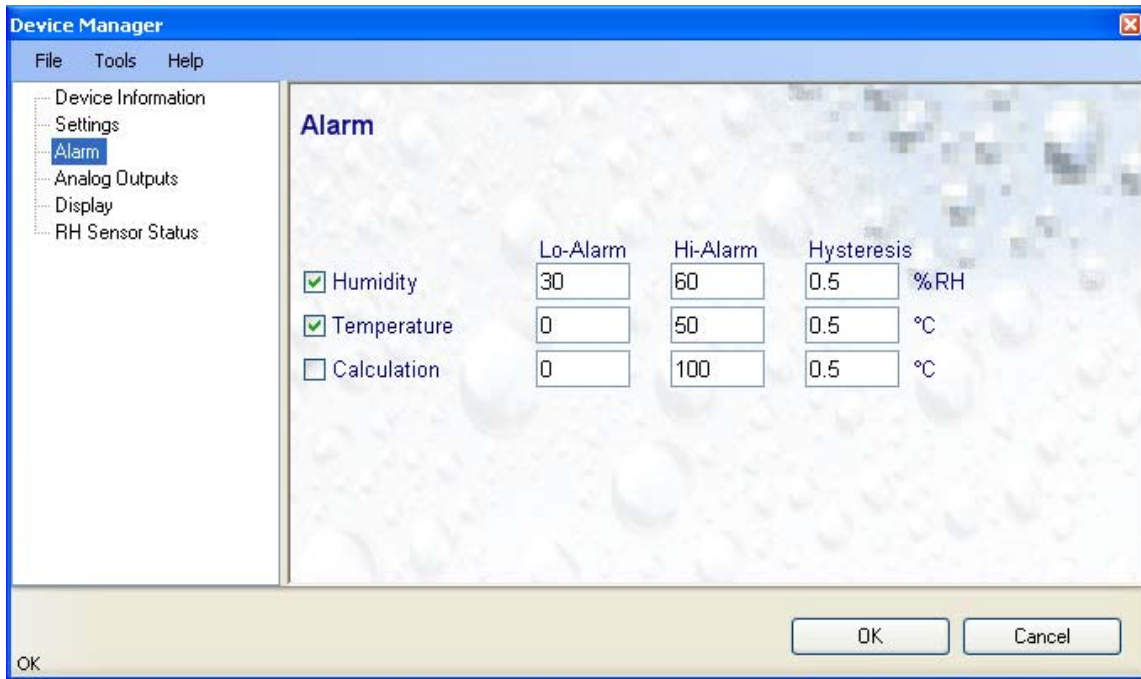 Device Manager
File Tools Help
Device Information
Settings
Alarm
Analog Outputs
Display
RH Sensor Status
Alarm
Lo-Alarm Hi-Alarm Hysteresis
Humidity 30 60 0.5 %RH
Temperature 0 50 0.5 °C
Calculation 0 100 0.5 °C
OK Cancel
OK